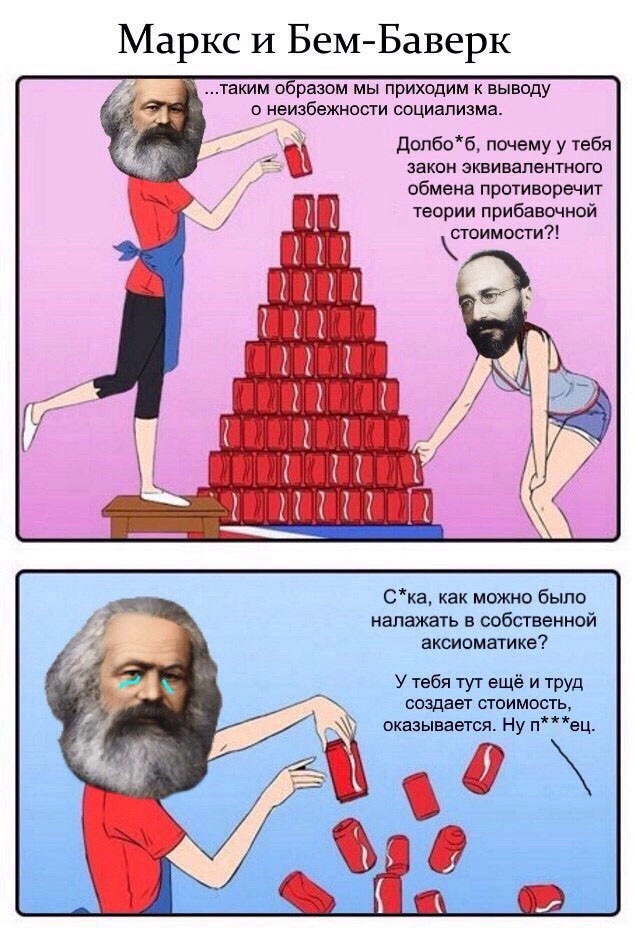 Маркс и Бем-Баверк
...таким образом мы приходим к выводу
о неизбежности социализма.
Долбо*б, почему у тебя
закон эквивалентного
обмена противоречит
теории прибавочной
стоимости?!
С*ка, как можно было
налажать в собственной
аксиоматике?
У тебя тут ещё и труд
создает стоимость,
оказывается. Ну п***ец.